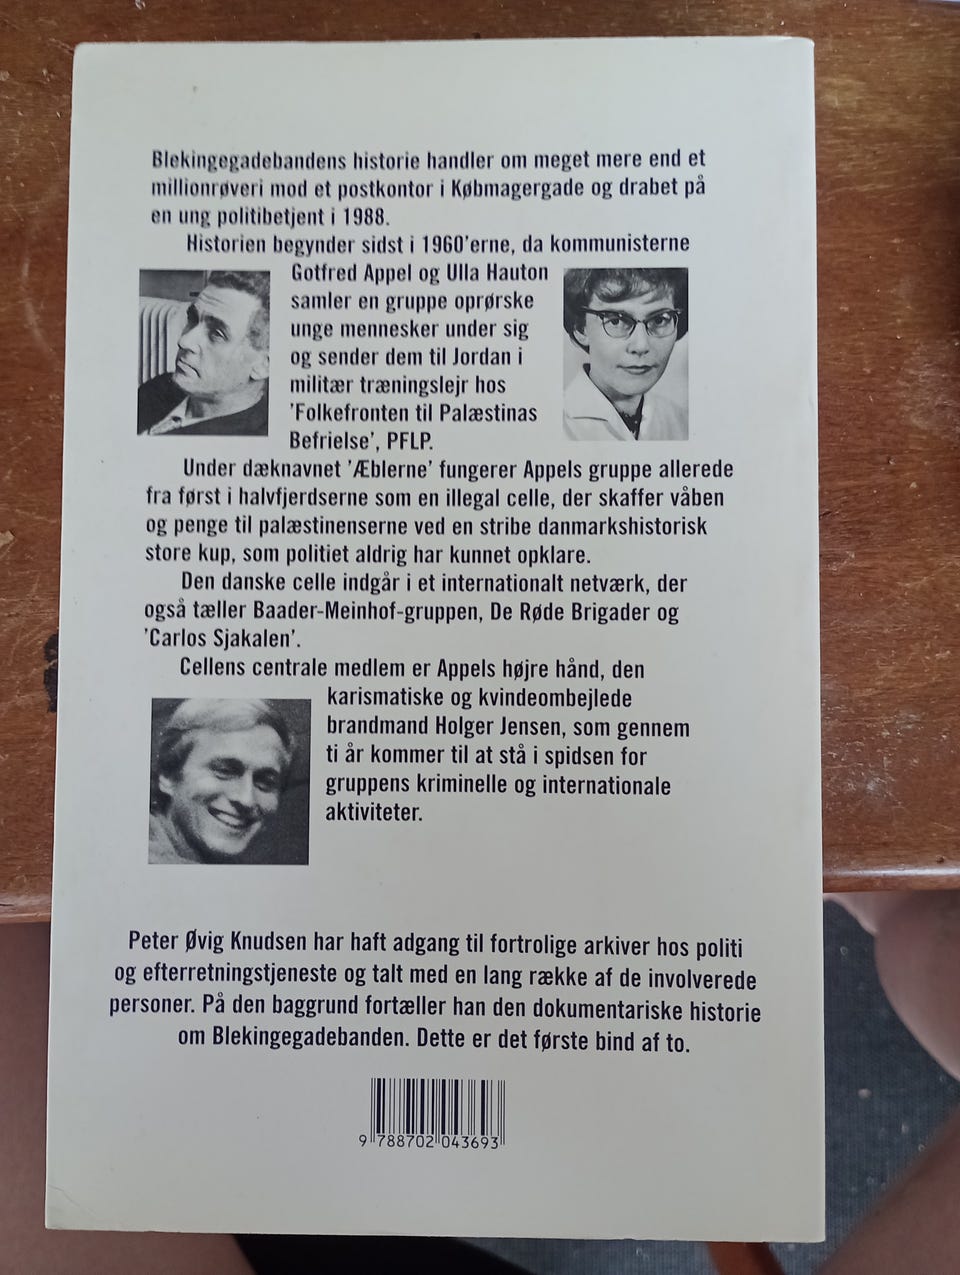 Blekingegadebandens historie handler om meget mere end et
millionrøveri mod et postkontor i Købmagergade og drabet på
en ung politibetjent i 1988.
Historien begynder sidst i 1960'erne, da kommunisterne
Gotfred Appel og Ulla Hauton
samler en gruppe oprørske
unge mennesker under sig
og sender dem til Jordan i
militær træningslejr hos
'Folkefronten til Palæstinas
Befrielse', PFLP.
Under dæknavnet 'Æblerne' fungerer Appels gruppe allerede
fra først i halvfjerdserne som en illegal celle, der skaffer våben
og penge til palæstinenserne ved en stribe danmarkshistorisk
store kup, som politiet aldrig har kunnet opklare.
Den danske celle indgår i et internationalt netværk, der
også tæller Baader-Meinhof-gruppen, De Røde Brigader og
'Carlos Sjakalen'.
Cellens centrale medlem er Appels højre hånd, den
karismatiske og kvindeombejlede
brandmand Holger Jensen, som gennem
ti år kommer til at stå i spidsen for
gruppens kriminelle og internationale
aktiviteter.
Peter Øvig Knudsen har haft adgang til fortrolige arkiver hos politi
og efterretningstjeneste og talt med en lang række af de involverede
personer. På den baggrund fortæller han den dokumentariske historie
om Blekingegadebanden. Dette er det første bind af to.
9 788702 043693